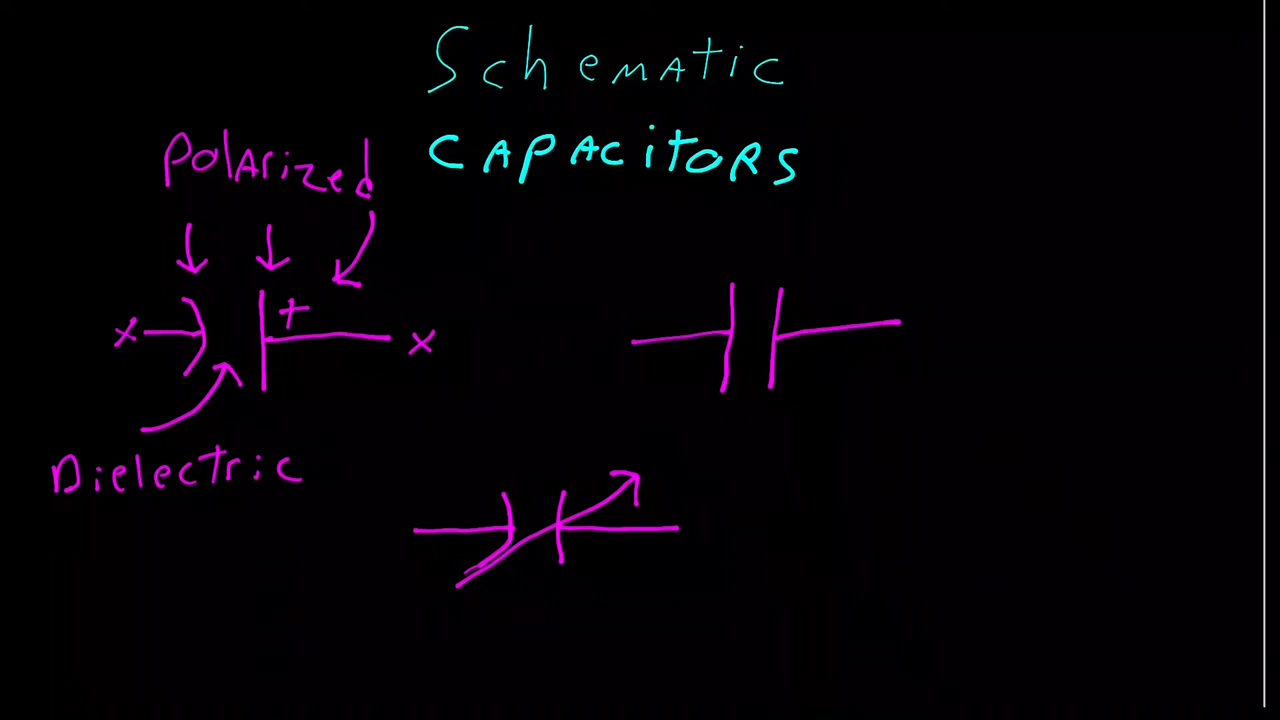 Schematic
CAPACITORS
Polarized
+
x x
Dielectric